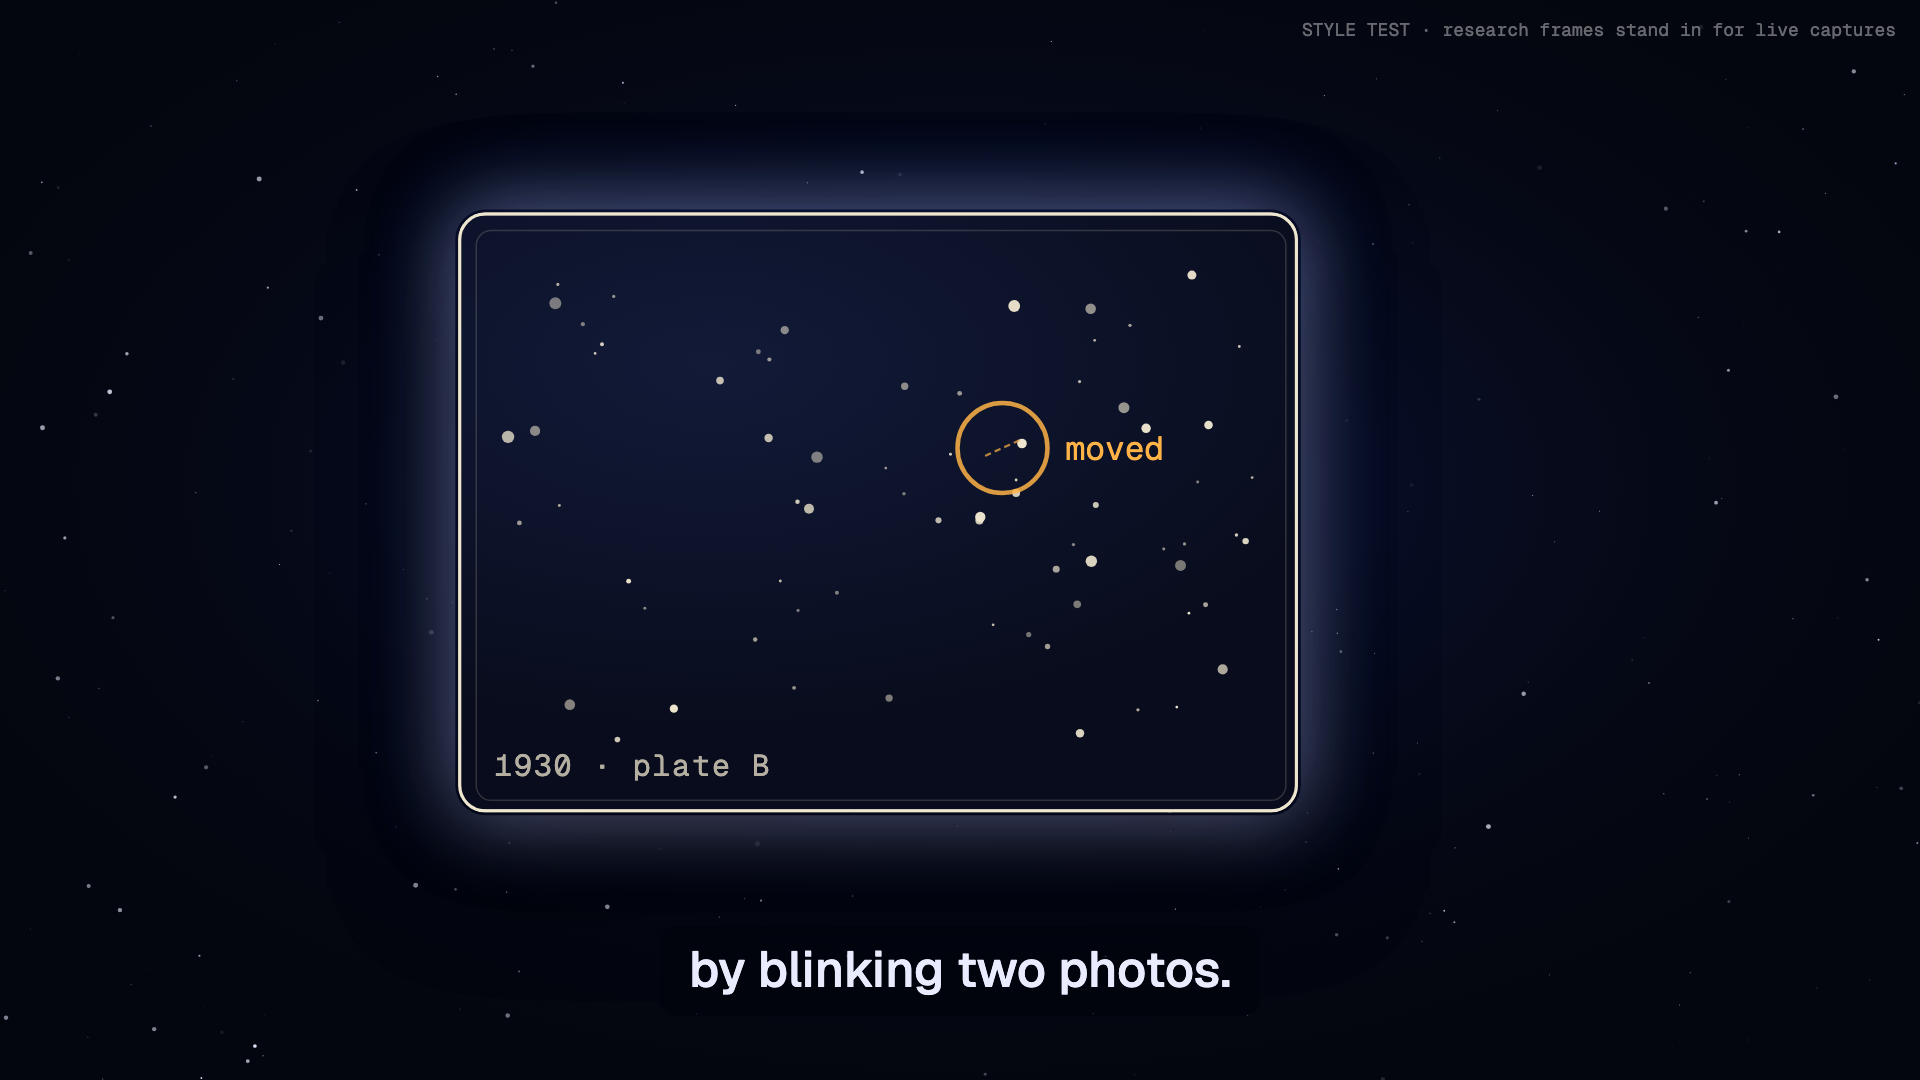 STYLE TEST · research frames stand in for live captures
moved
1930 · plate B
by blinking two photos.